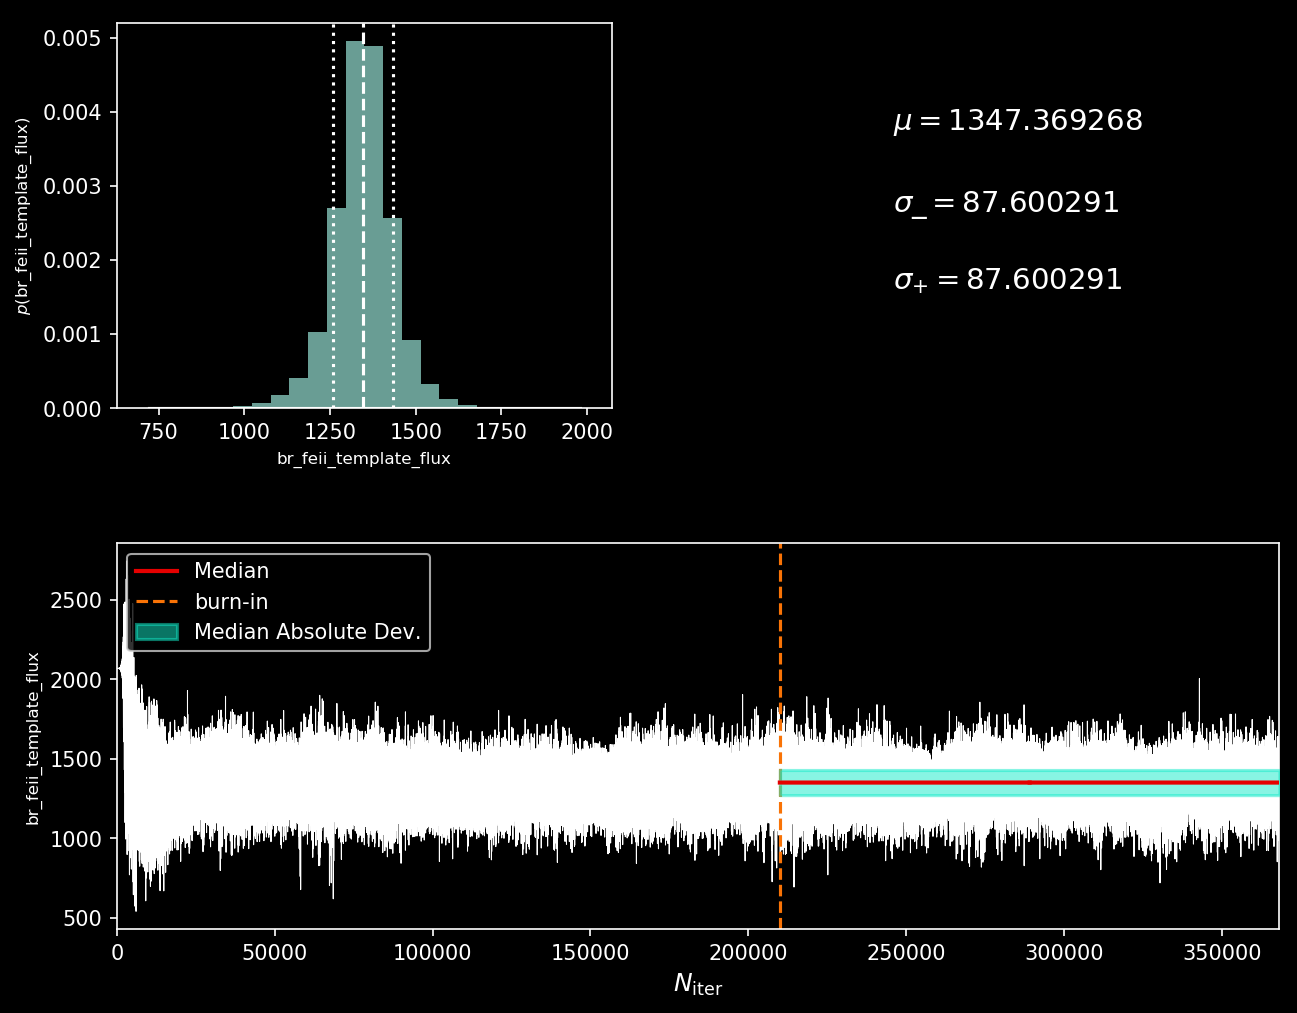 0.005
0.004
0.003
0.002
0.001
0.000
p(br_feii_template_flux)
750 1000 1250 1500 1750 2000
br_feii_template_flux
μ = 1347.369268
σ_ = 87.600291
σ+ = 87.600291
Median
burn-in
Median Absolute Dev.
2500
2000
1500
1000
500
br_feii_template_flux
0 50000 100000 150000 200000 250000 300000 350000
Niter